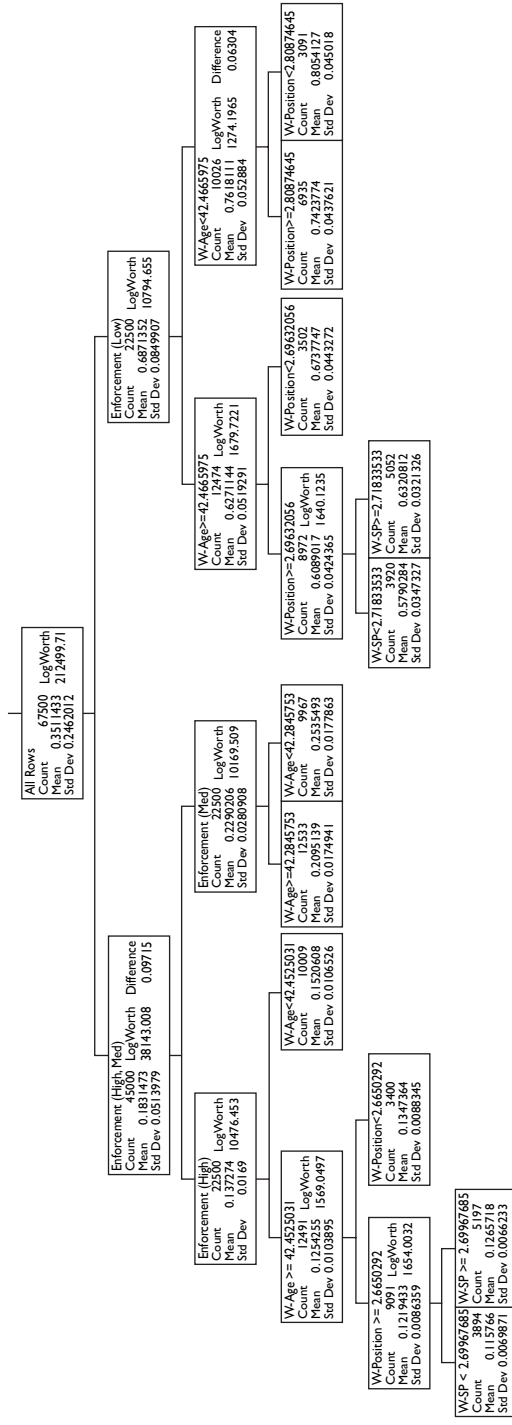 All Rows
Count 67500 LogWorth
Mean 0.3511433 212499.71
Std Dev 0.2462012
Enforcement (High, Med)
Count 45000 LogWorth Difference
Mean 0.1831473 38143.008 0.09715
Std Dev 0.0513979
Enforcement (Low)
Count 22500 LogWorth
Mean 0.6871352 10794.655
Std Dev 0.0849907
Enforcement (High)
Count 22500 LogWorth
Mean 0.137274 10476.453
Std Dev 0.0169
Enforcement (Med)
Count 22500 LogWorth
Mean 0.2290206 10169.509
Std Dev 0.0280908
W-Age>=42.4665975
Count 12474 LogWorth
Mean 0.6271144 1679.7221
Std Dev 0.0519291
W-Age<42.4665975
Count 10026 LogWorth Difference
Mean 0.7618111 1274.1965 0.06304
Std Dev 0.052884
W-Age >= 42.4525031
Count 12491 LogWorth
Mean 0.1254255 1569.0497
Std Dev 0.0103895
W-Age<42.4525031
Count 10009
Mean 0.1520608
Std Dev 0.0106526
W-Age>=42.2845753
Count 12533
Mean 0.2095139
Std Dev 0.0174941
W-Age<42.2845753
Count 9967
Mean 0.2535493
Std Dev 0.0177863
W-Position>=2.69632056
Count 8972 LogWorth
Mean 0.6089017 1640.1235
Std Dev 0.0424365
W-Position<2.69632056
Count 3502
Mean 0.6737747
Std Dev 0.0443272
W-Position>=2.80874645
Count 6935
Mean 0.7423774
Std Dev 0.0437621
W-Position<2.80874645
Count 3091
Mean 0.8054127
Std Dev 0.045018
W-Position >= 2.6650292
Count 9091 LogWorth
Mean 0.1219433 1654.0032
Std Dev 0.0086359
W-Position<2.6650292
Count 3400
Mean 0.1347364
Std Dev 0.0088345
W-SP<2.71833533
Count 3920
Mean 0.5790284
Std Dev 0.0347327
W-SP>=2.71833533
Count 5052
Mean 0.6320812
Std Dev 0.0321326
W-SP < 2.69967685
Count 3894
Mean 0.115766
Std Dev 0.0069871
W-SP >= 2.69967685
Count 5197
Mean 0.1265718
Std Dev 0.0066233